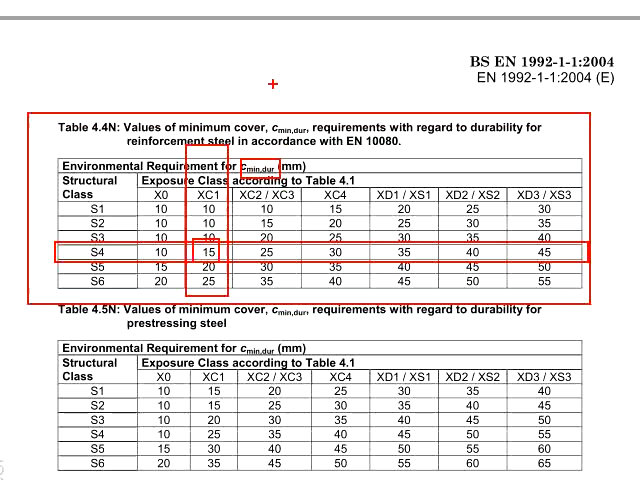 BS EN 1992-1-1:2004
EN 1992-1-1:2004 (E)
Table 4.4N: Values of minimum cover, cmin,dur, requirements with regard to durability for
reinforcement steel in accordance with EN 10080.
Environmental Requirement for cmin,dur (mm)
Structural Class Exposure Class according to Table 4.1
X0 XC1 XC2 / XC3 XC4 XD1 / XS1 XD2 / XS2 XD3 / XS3
S1 10 10 10 15 20 25 30
S2 10 10 15 20 25 30 35
S3 10 10 20 25 30 35 40
S4 10 15 25 30 35 40 45
S5 15 20 30 35 40 45 50
S6 20 25 35 40 45 50 55
Table 4.5N: Values of minimum cover, cmin,dur, requirements with regard to durability for
prestressing steel
Environmental Requirement for cmin,dur (mm)
Structural Class Exposure Class according to Table 4.1
X0 XC1 XC2 / XC3 XC4 XD1 / XS1 XD2 / XS2 XD3 / XS3
S1 10 15 20 25 30 35 40
S2 10 15 25 30 35 40 45
S3 10 20 30 35 40 45 50
S4 10 25 35 40 45 50 55
S5 15 30 40 45 50 55 60
S6 20 35 45 50 55 60 65